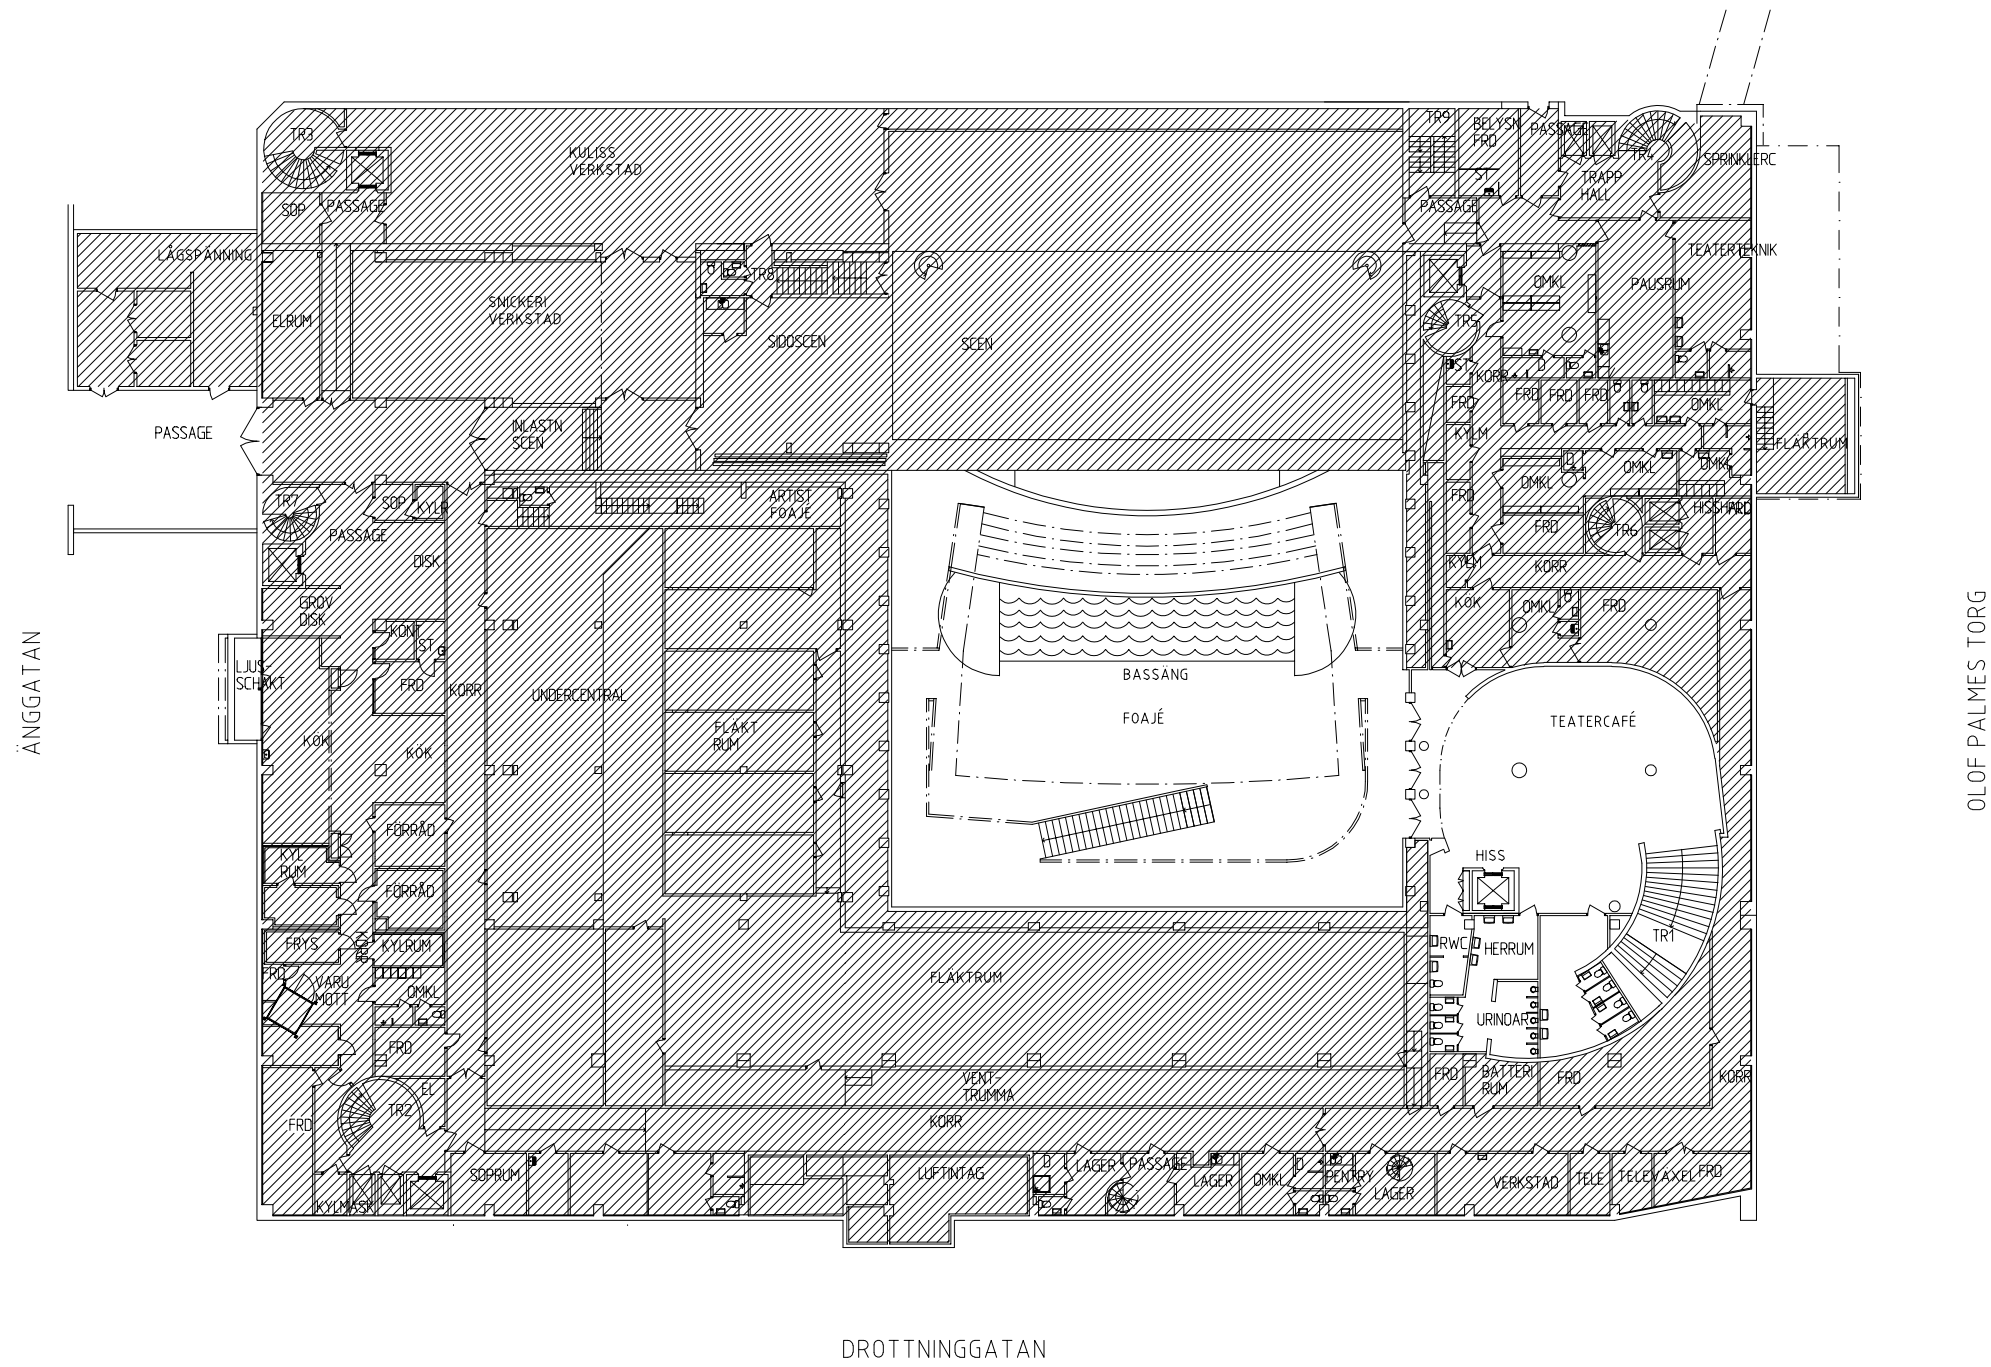 TR3
KULISS
VERKSTAD
TR9
BELYSN
FRD
PASSAGE
TR4
SPRINKLERC
TRAPP
HALL
ST
SOP
PASSAGE
PASSAGE
LÅGSPÄNNING
TEATERTEKNIK
TR8
OMKL
PAUSRUM
SNICKERI
VERKSTAD
ELRUM
SIDOSCEN
SCEN
TR5
ST
D
KORR
FRD
FRD
FRD
FRD
OMKL
PASSAGE
INLASTN
SCEN
KYLM
FLÄKTRUM
D
OMKL
OMKL
OMKL
TR7
SOP
KYLR
ARTIST
FOAJÉ
FRD
HISSHALL
FRD
PASSAGE
FRD
TR6
DISK
KYLM
KORR
GROV
DISK
KÖK
OMKL
FRD
KONT
ST
LJUS-
SCHAKT
FRD
KORR
UNDERCENTRAL
BASSÄNG
FOAJÉ
TEATERCAFÉ
FLÄKT
RUM
KÖK
KÖK
FÖRRÅD
KYL
RUM
HISS
FÖRRÅD
FRYS
KORR
KYLRUM
RWC
HERRUM
TR1
FRD
VARU
MOTT
OMKL
FLÄKTRUM
URINOAR
FRD
EL
TR2
VENT-
TRUMMA
FRD
BATTERI
RUM
FRD
KORR
FRD
KORR
SOPRUM
LUFTINTAG
D
LAGER
PASSAGE
LAGER
OMKL
D
PENTRY
LAGER
VERKSTAD
TELE
TELEVÄXEL
FRD
KYLMASK
ÄNGGATAN
OLOF PALMES TORG
DROTTNINGGATAN